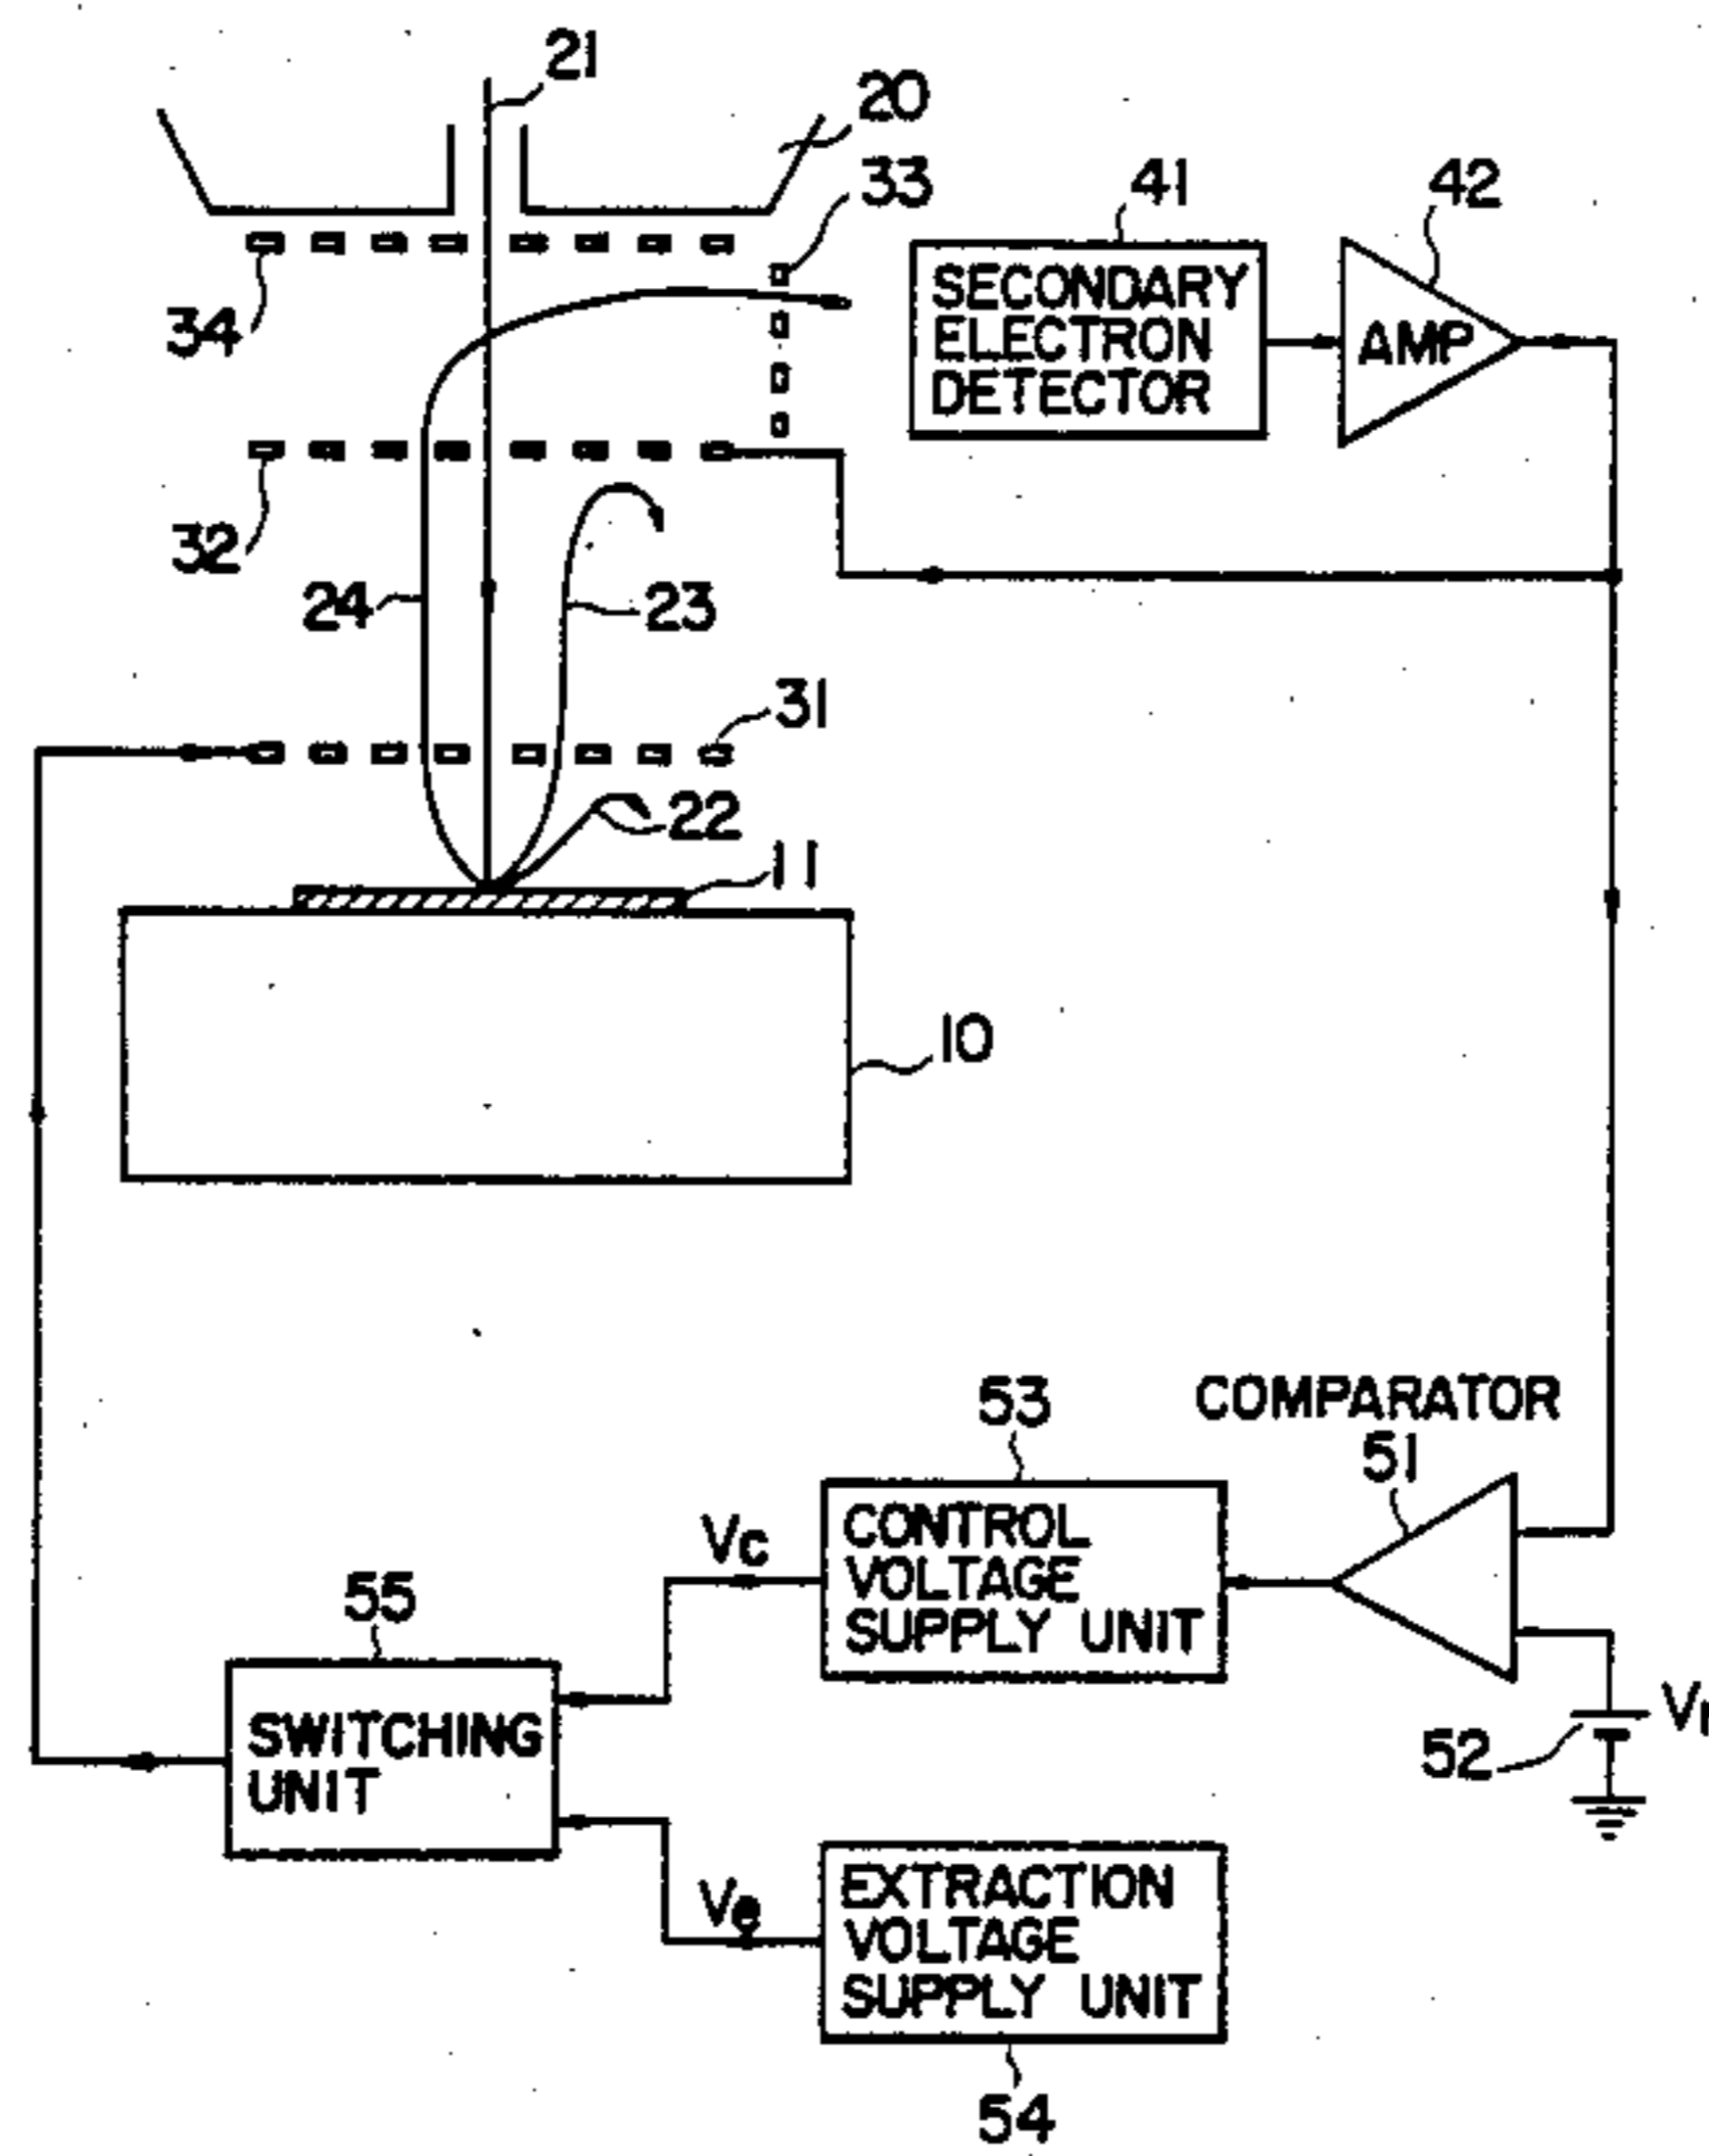 21
20
33
41
42
SECONDARY
ELECTRON
DETECTOR
AMP
34
32
24
23
31
22
11
10
53
COMPARATOR
51
CONTROL
VOLTAGE
SUPPLY UNIT
Vc
55
SWITCHING
UNIT
52
Ve
EXTRACTION
VOLTAGE
SUPPLY UNIT
54